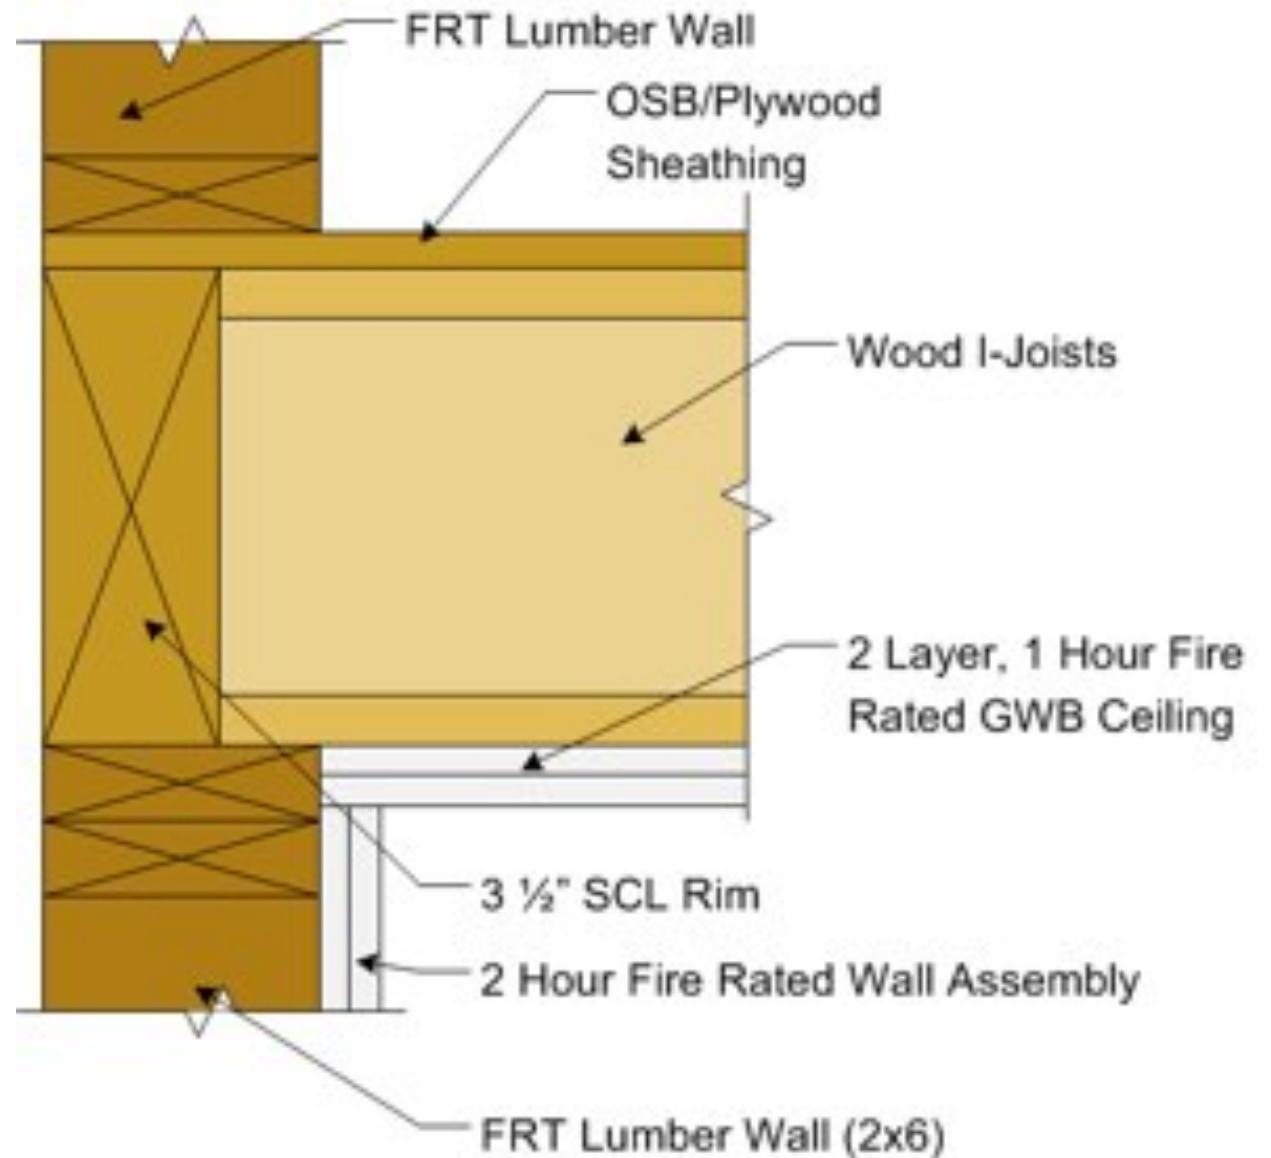 FRT Lumber Wall
OSB/Plywood
Sheathing
Wood I-Joists
2 Layer, 1 Hour Fire
Rated GWB Ceiling
3 ½” SCL Rim
2 Hour Fire Rated Wall Assembly
FRT Lumber Wall (2x6)